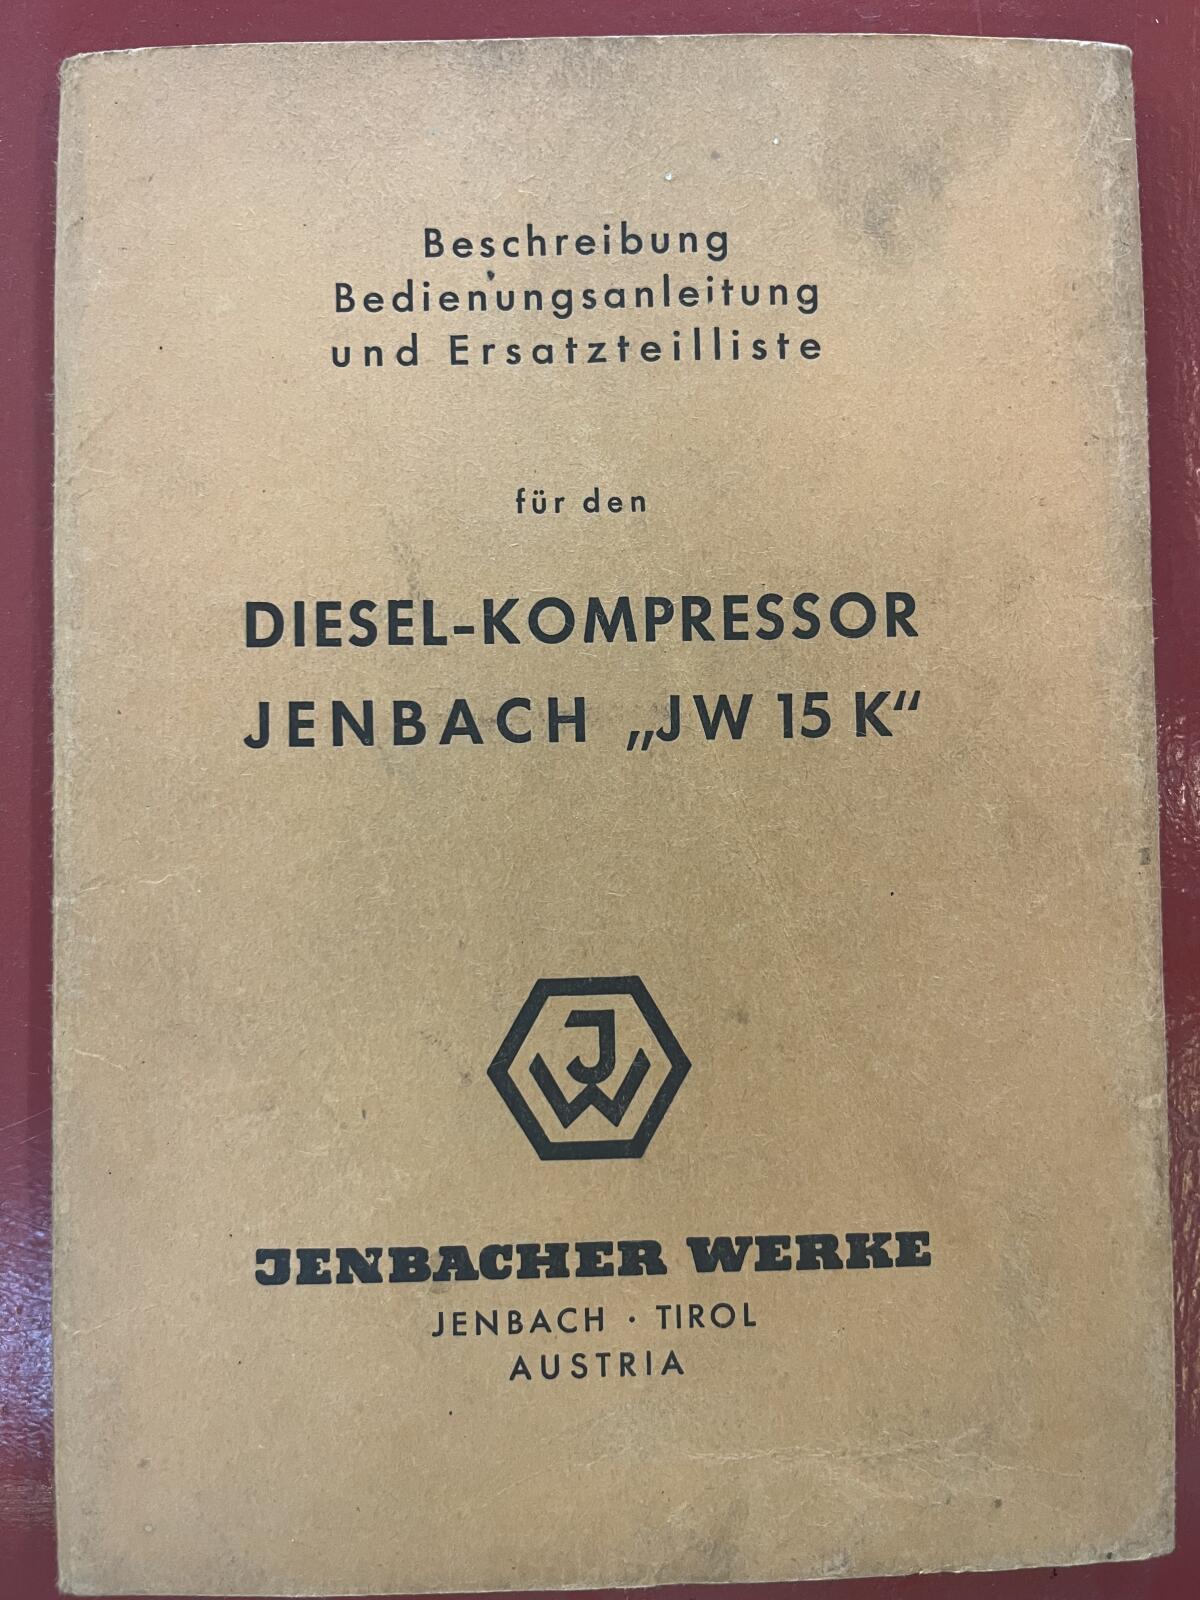 Beschreibung
Bedienungsanleitung
und Ersatzteilliste
für den
DIESEL-KOMPRESSOR
JENBACH „JW 15 K“
JW
JENBACHER WERKE
JENBACH · TIROL
AUSTRIA